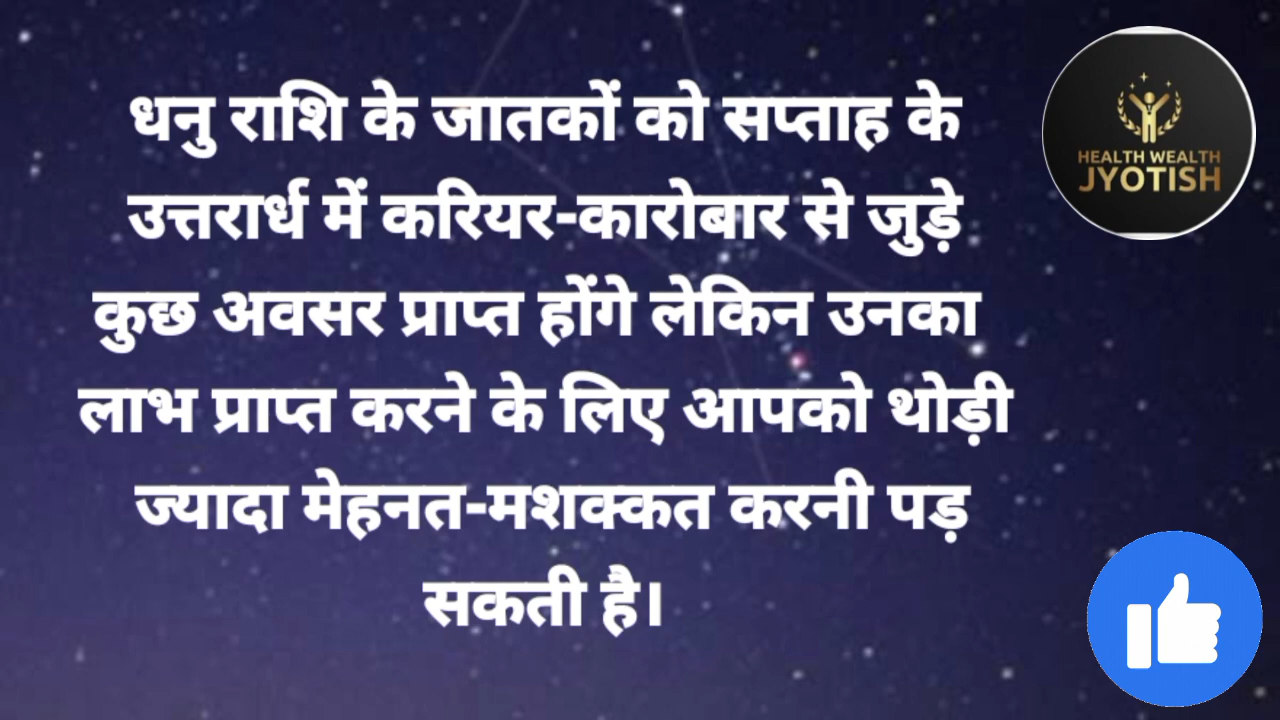 धनु राशि के जातकों को सप्ताह के
उत्तरार्ध में करियर-कारोबार से जुड़े
कुछ अवसर प्राप्त होंगे लेकिन उनका
लाभ प्राप्त करने के लिए आपको थोड़ी
ज्यादा मेहनत-मशक्कत करनी पड़
सकती है।
HEALTH WEALTH
JYOTISH